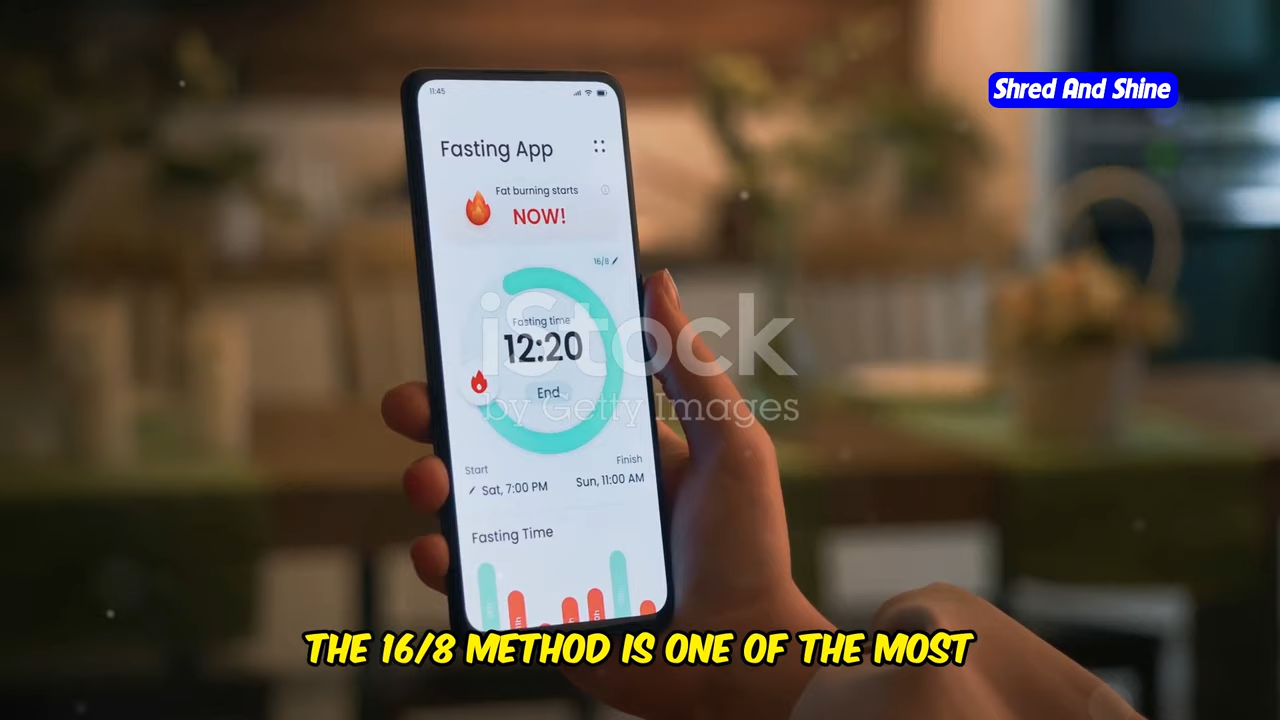 Shred And Shine
11:45
Fasting App
Fat burning starts
NOW!
16/8
Fasting time
12:20
End
iStock
by Getty Images
Start
Finish
Sat, 7:00 PM
Sun, 11:00 AM
Fasting Time
THE 16/8 METHOD IS ONE OF THE MOST